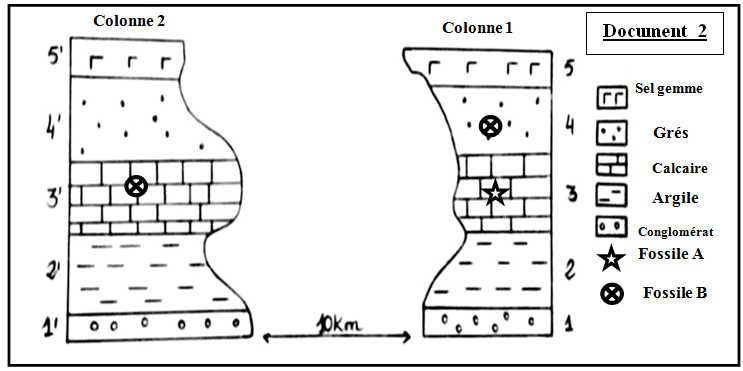 Colonne 2
Colonne 1
Document 2
5'
4'
3'
2'
1'
10km
5
4
3
2
1
Sel gemme
Grés
Calcaire
Argile
Conglomérat
Fossile A
Fossile B